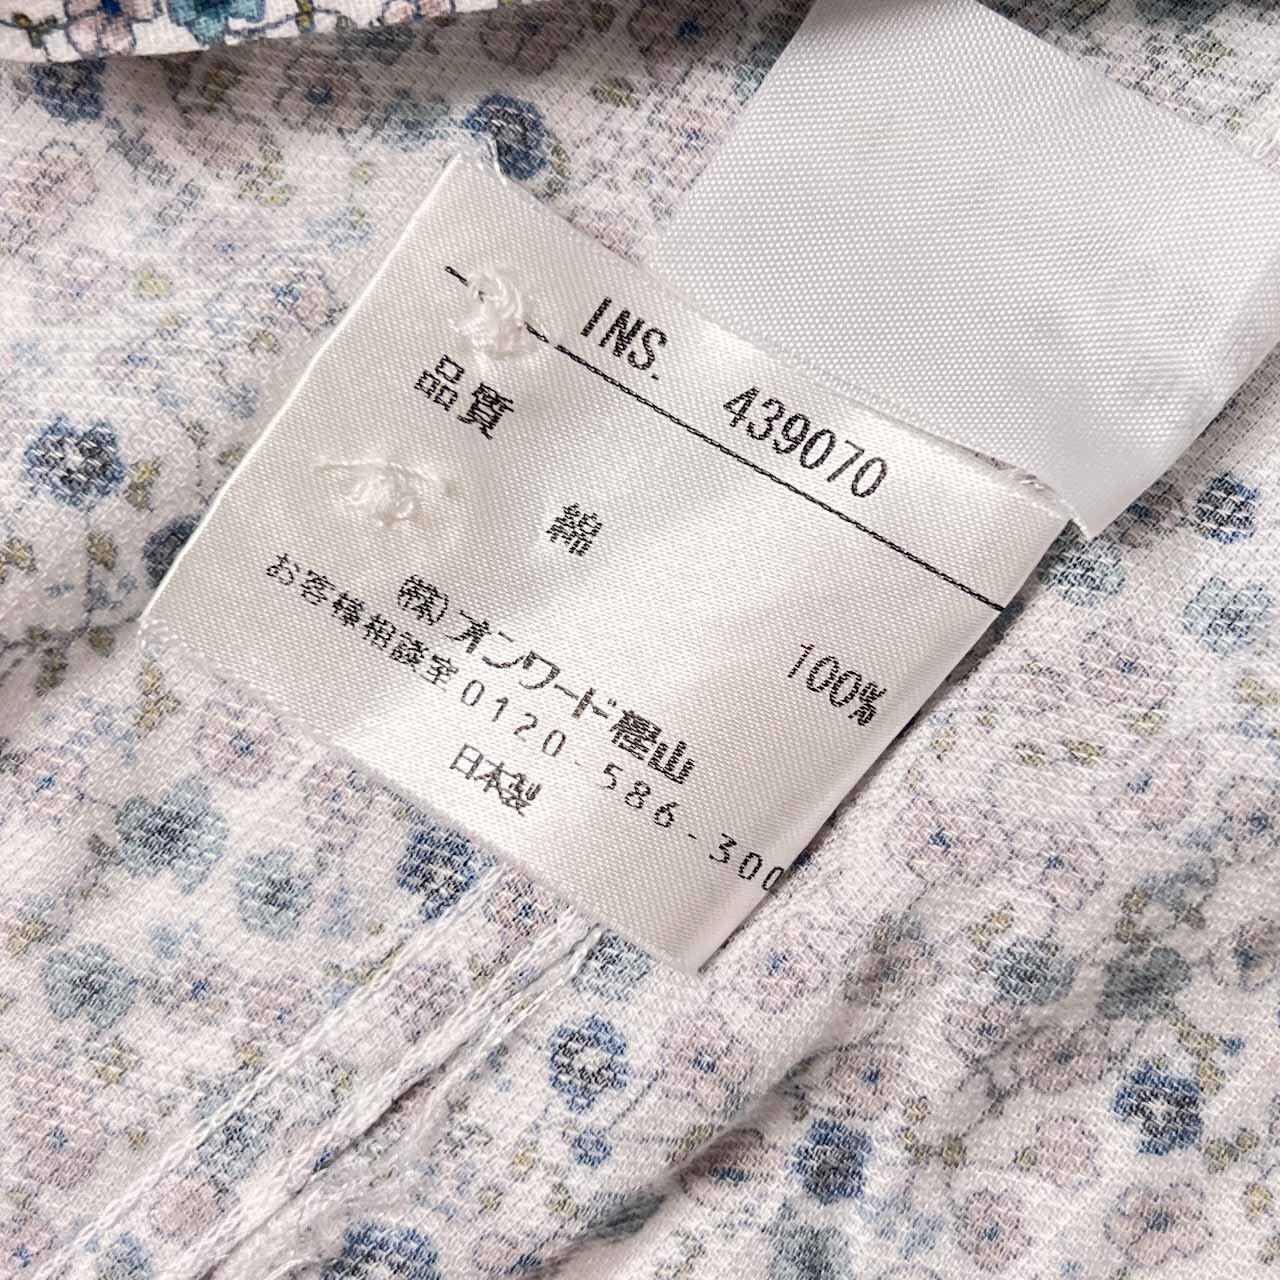 INS. 439070
品質
綿 100%
㈱オンワード樫山
お客様相談室0120-586-300
日本製